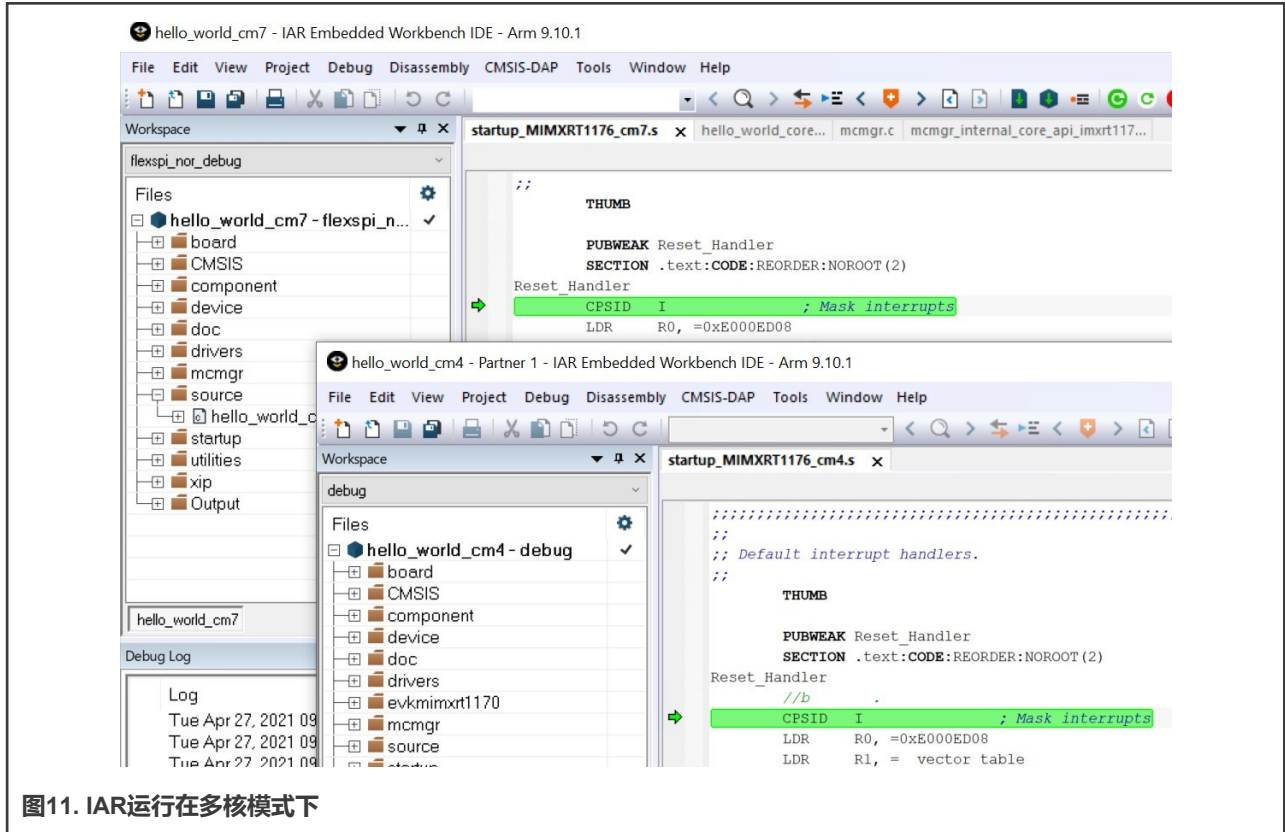 hello_world_cm7 - IAR Embedded Workbench IDE - Arm 9.10.1
File Edit View Project Debug Disassembly CMSIS-DAP Tools Window Help
Workspace
startup_MIMXRT1176_cm7.s x hello_world_core... mcmgr.c mcmgr_internal_core_api_imxrt117...
flexspi_nor_debug
Files
hello_world_cm7 - flexspi_n...
board
CMSIS
component
device
doc
drivers
mcmgr
source
hello_world_c
startup
utilities
xip
Output
hello_world_cm7
Debug Log
Log
Tue Apr 27, 2021 09
Tue Apr 27, 2021 09
Tue Apr 27, 2021 09
;;
THUMB
PUBWEAK Reset_Handler
SECTION .text:CODE:REORDER:NOROOT(2)
Reset_Handler
CPSID I ; Mask interrupts
LDR R0, =0xE000ED08
hello_world_cm4 - Partner 1 - IAR Embedded Workbench IDE - Arm 9.10.1
File Edit View Project Debug Disassembly CMSIS-DAP Tools Window Help
Workspace
startup_MIMXRT1176_cm4.s x
debug
Files
hello_world_cm4 - debug
board
CMSIS
component
device
doc
drivers
evkmimxrt1170
mcmgr
source
startup
;;;;;;;;;;;;;;;;;;;;;;;;;;;;;;;;;;;;;;;;;;;;;;;;;;
;;
;; Default interrupt handlers.
;;
THUMB
PUBWEAK Reset_Handler
SECTION .text:CODE:REORDER:NOROOT(2)
Reset_Handler
//b .
CPSID I ; Mask interrupts
LDR R0, =0xE000ED08
LDR R1, = vector table
图11. IAR运行在多核模式下